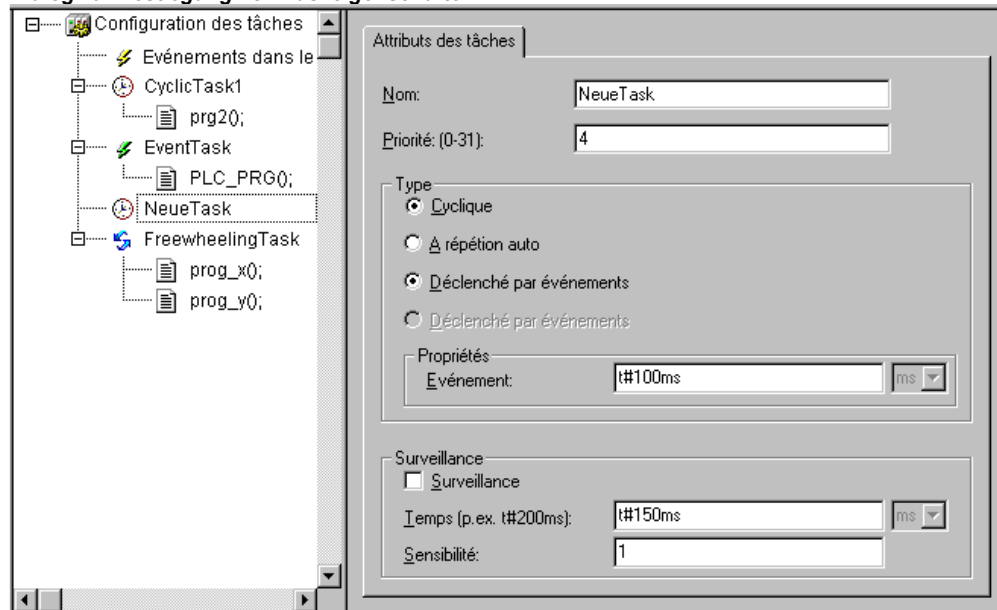 Configuration des tâches
Evénements dans le
CyclicTask1
prg2();
EventTask
PLC_PRG();
NeueTask
FreewheelingTask
prog_x();
prog_y();
Attributs des tâches
Nom: NeueTask
Priorité: (0-31): 4
Type
Cyclique
A répétion auto
Déclenché par événements
Déclenché par événements
Propriétés
Evénement: t#100ms ms
Surveillance
Surveillance
Temps (p.ex. t#200ms): t#150ms ms
Sensibilité: 1